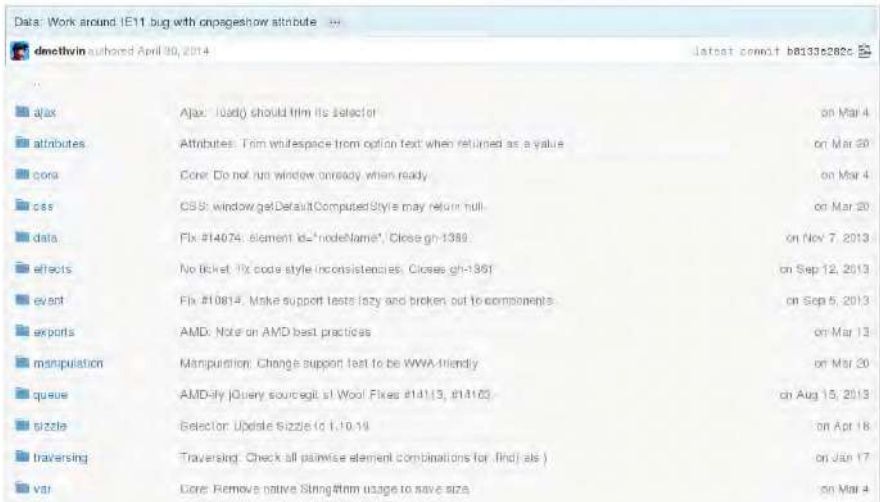 Data: Work around IE11 bug with onpageshow attribute ...
dmethvin authored April 30, 2014 latest commit b8133e282c
..
ajax Ajax: .load() should trim its selector on Mar 4
attributes Attributes: Trim whitespace from option text when returned as a value on Mar 20
core Core: Do not run window.onready when ready on Mar 4
css CSS: window.getDefaultComputedStyle may return null on Mar 20
data Fix #14074: element id="nodeName". Close gh-1389. on Nov 7, 2013
effects No ticket: fix code style inconsistencies. Closes gh-1361 on Sep 12, 2013
event Fix #10814. Make support tests lazy and broken out to components. on Sep 5, 2013
exports AMD: Note on AMD best practices on Mar 13
manipulation Manipulation: Change support test to be WWA-friendly on Mar 20
queue AMD-ify jQuery sourcegit s! Woo! Fixes #14113, #14163. on Aug 15, 2013
sizzle Selector: Update Sizzle to 1.10.19 on Apr 18
traversing Traversing: Check all pairwise element combinations for .find( els ) on Jan 17
var Core: Remove native String#trim usage to save size on Mar 4